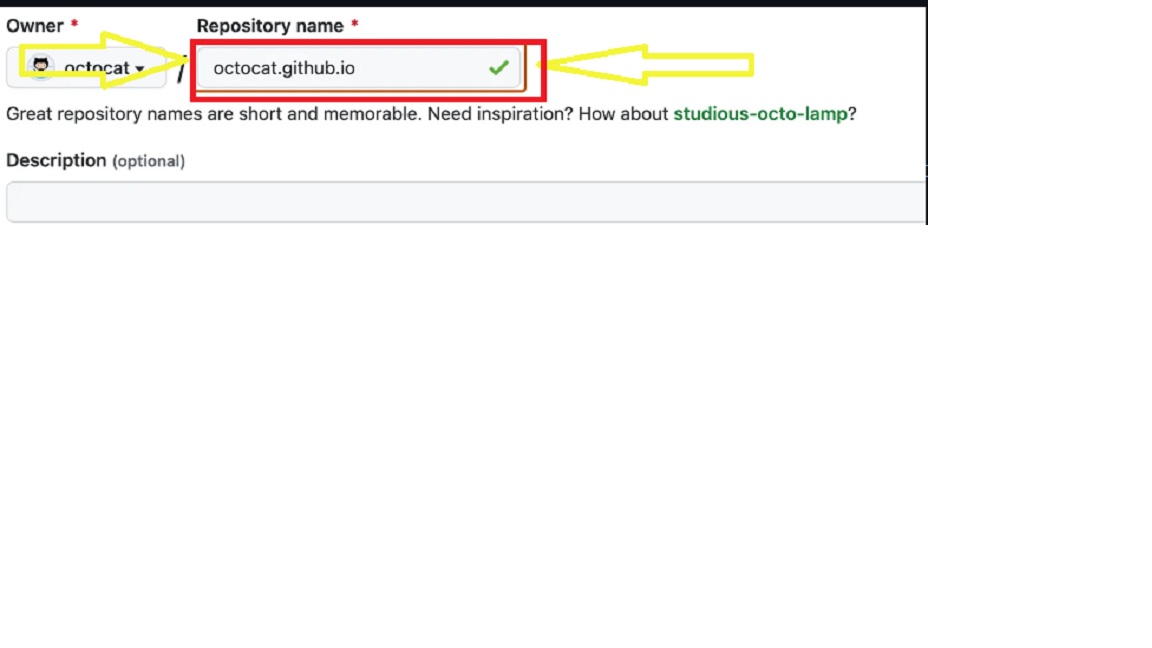 Owner * Repository name *
octocat / octocat.github.io
Great repository names are short and memorable. Need inspiration? How about studious-octo-lamp?
Description (optional)